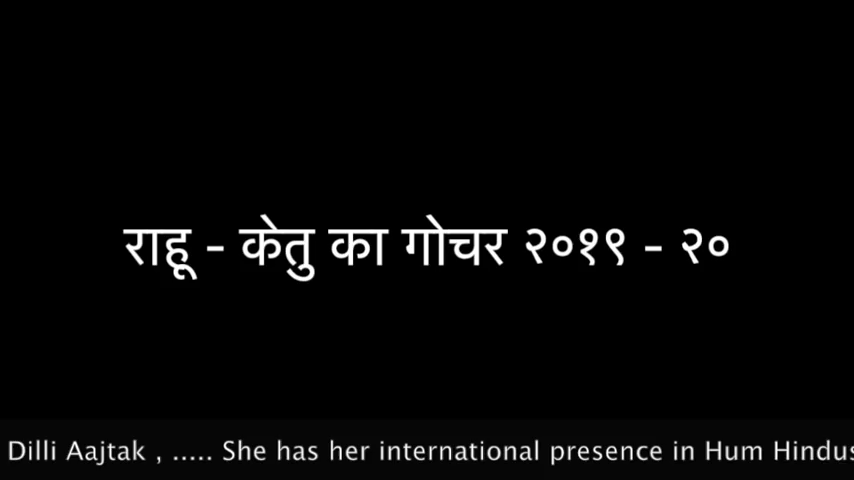 राहू - केतु का गोचर २०१९ - २०
Dilli Aajtak , ..... She has her international presence in Hum